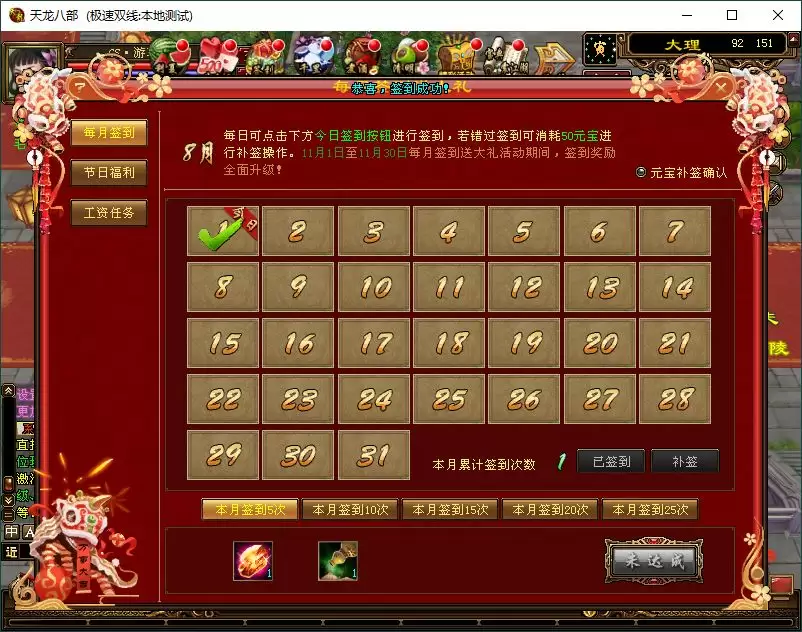 天龙八部 (极速双线:本地测试)
大理 92 151
恭喜，签到成功！
礼
每月签到
节日福利
工资任务
8月
每日可点击下方今日签到按钮进行签到，若错过签到可消耗50元宝进
行补签操作。11月1日至11月30日每月签到送大礼活动期间，签到奖励
全面升级！
元宝补签确认
今日
1 2 3 4 5 6 7
8 9 10 11 12 13 14
15 16 17 18 19 20 21
22 23 24 25 26 27 28
29 30 31
本月累计签到次数 1 已签到 补签
本月签到5次 本月签到10次 本月签到15次 本月签到20次 本月签到25次
1 1 未达成
陵
中
近